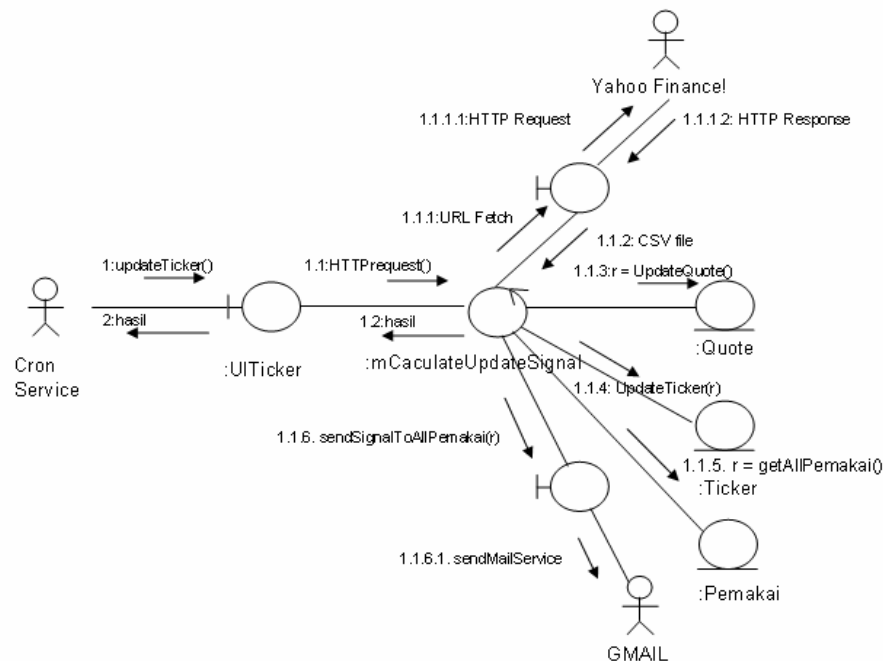 Yahoo Finance!
1.1.1.1:HTTP Request
1.1.1.2: HTTP Response
1.1.1:URL Fetch
1.1.2: CSV file
1:updateTicker()
1.1:HTTPrequest()
1.1.3:r = UpdateQuote()
2:hasil
1.2:hasil
Cron
Service
:UITicker
:mCaculateUpdateSignal
:Quote
1.1.4: UpdateTicker(r)
1.1.6. sendSignalToAllPemakai(r)
1.1.5. r = getAllPemakai()
:Ticker
1.1.6.1. sendMailService
:Pemakai
GMAIL